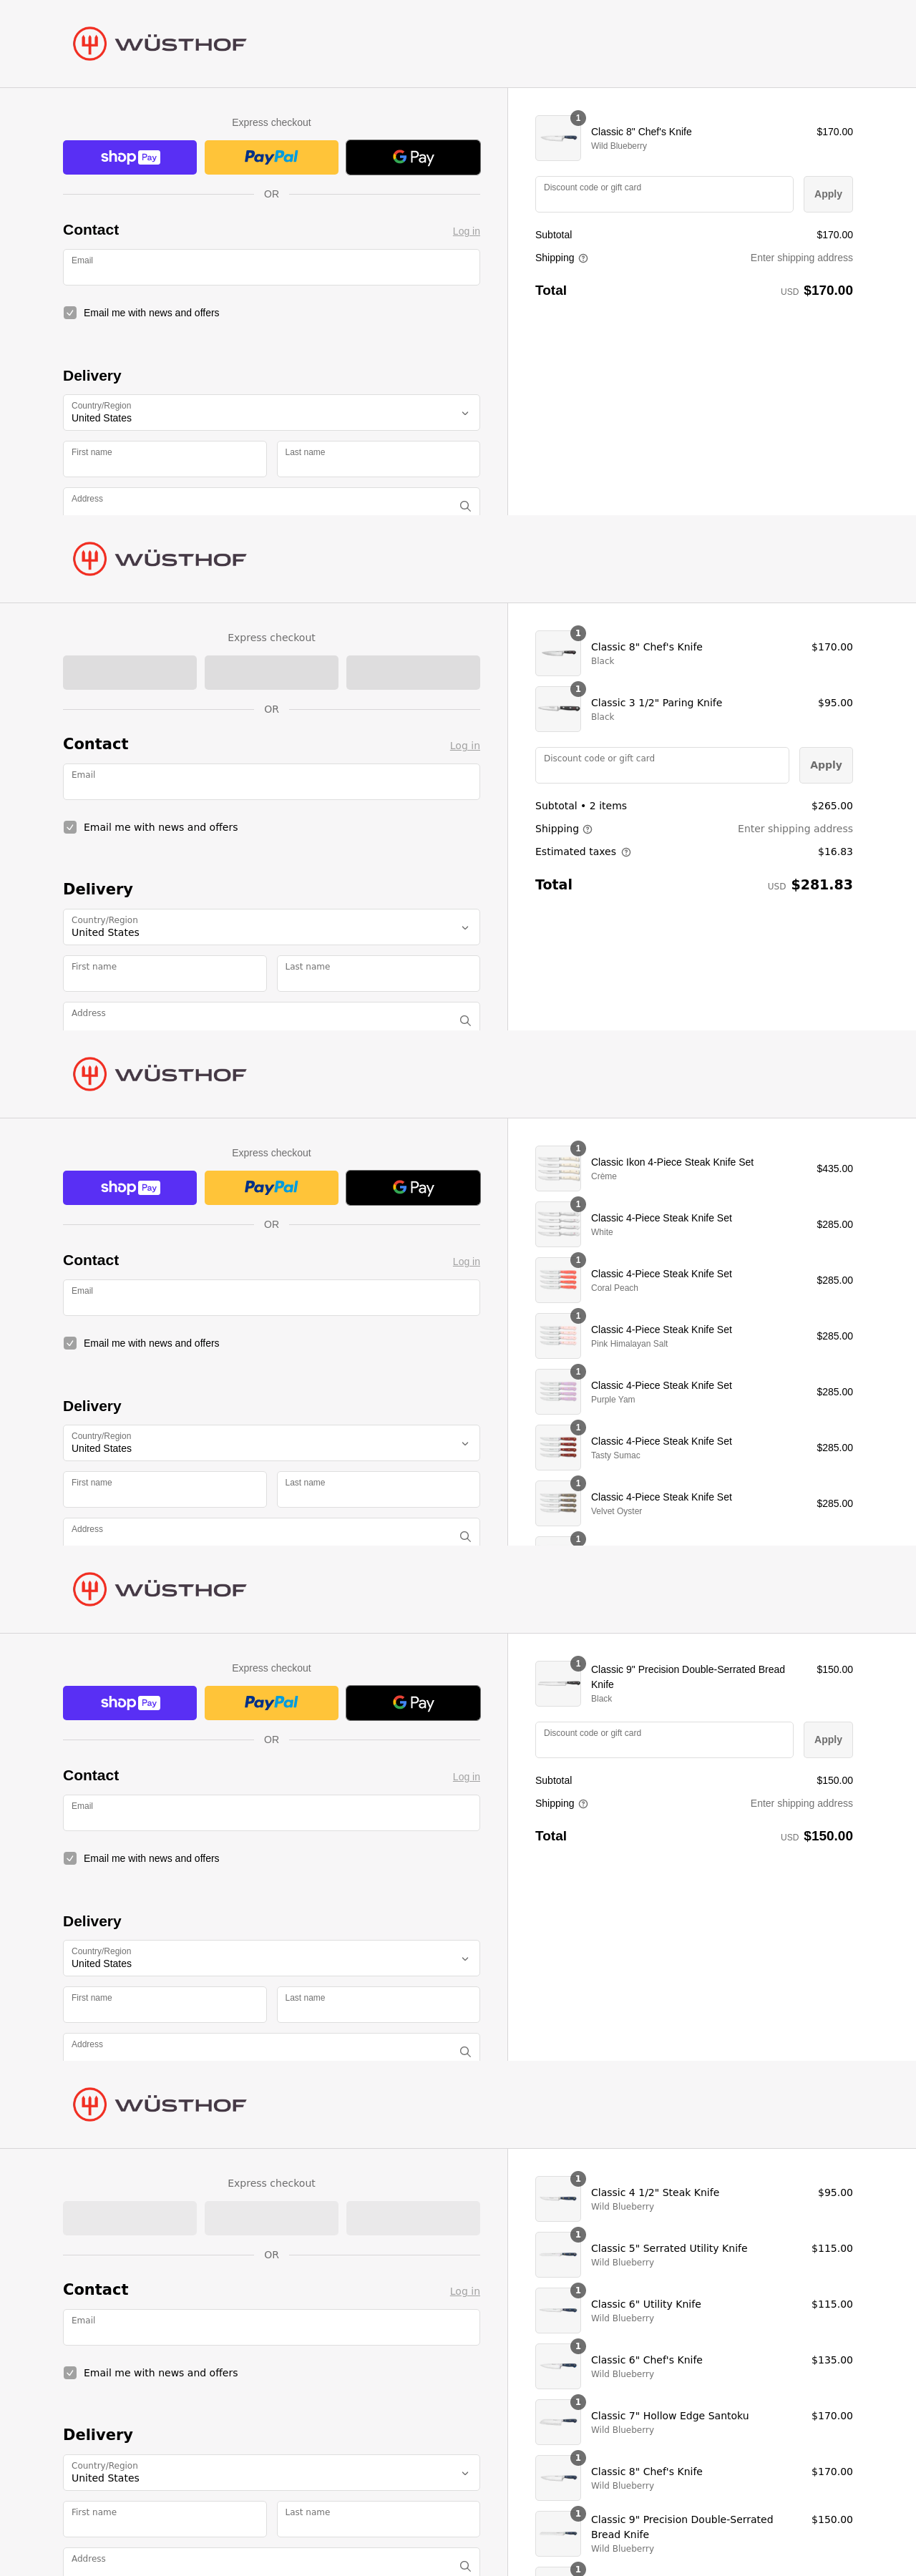 WÜSTHOF
Express checkout
shop Pay
PayPal
G Pay
OR
Contact
Log in
Email
Email me with news and offers
Delivery
Country/Region
United States
First name
Last name
Address
1
Classic 8" Chef's Knife
$170.00
Wild Blueberry
Discount code or gift card
Apply
Subtotal
$170.00
Shipping
Enter shipping address
Total
USD $170.00
WÜSTHOF
Express checkout
OR
Contact
Log in
Email
Email me with news and offers
Delivery
Country/Region
United States
First name
Last name
Address
1
Classic 8" Chef's Knife
$170.00
Black
1
Classic 3 1/2" Paring Knife
$95.00
Black
Discount code or gift card
Apply
Subtotal • 2 items
$265.00
Shipping
Enter shipping address
Estimated taxes
$16.83
Total
USD $281.83
WÜSTHOF
Express checkout
shop Pay
PayPal
G Pay
OR
Contact
Log in
Email
Email me with news and offers
Delivery
Country/Region
United States
First name
Last name
Address
1
Classic Ikon 4-Piece Steak Knife Set
$435.00
Crème
1
Classic 4-Piece Steak Knife Set
$285.00
White
1
Classic 4-Piece Steak Knife Set
$285.00
Coral Peach
1
Classic 4-Piece Steak Knife Set
$285.00
Pink Himalayan Salt
1
Classic 4-Piece Steak Knife Set
$285.00
Purple Yam
1
Classic 4-Piece Steak Knife Set
$285.00
Tasty Sumac
1
Classic 4-Piece Steak Knife Set
$285.00
Velvet Oyster
1
WÜSTHOF
Express checkout
shop Pay
PayPal
G Pay
OR
Contact
Log in
Email
Email me with news and offers
Delivery
Country/Region
United States
First name
Last name
Address
1
Classic 9" Precision Double-Serrated Bread
Knife
$150.00
Black
Discount code or gift card
Apply
Subtotal
$150.00
Shipping
Enter shipping address
Total
USD $150.00
WÜSTHOF
Express checkout
OR
Contact
Log in
Email
Email me with news and offers
Delivery
Country/Region
United States
First name
Last name
Address
1
Classic 4 1/2" Steak Knife
$95.00
Wild Blueberry
1
Classic 5" Serrated Utility Knife
$115.00
Wild Blueberry
1
Classic 6" Utility Knife
$115.00
Wild Blueberry
1
Classic 6" Chef's Knife
$135.00
Wild Blueberry
1
Classic 7" Hollow Edge Santoku
$170.00
Wild Blueberry
1
Classic 8" Chef's Knife
$170.00
Wild Blueberry
1
Classic 9" Precision Double-Serrated
Bread Knife
$150.00
Wild Blueberry
1